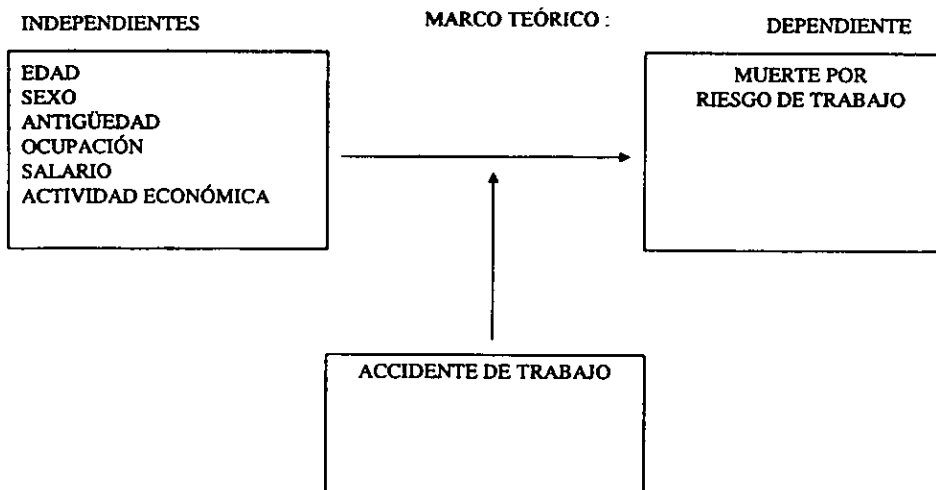 MARCO TEÓRICO :
INDEPENDIENTES
DEPENDIENTE
EDAD
SEXO
ANTIGÜEDAD
OCUPACIÓN
SALARIO
ACTIVIDAD ECONÓMICA
MUERTE POR
RIESGO DE TRABAJO
ACCIDENTE DE TRABAJO